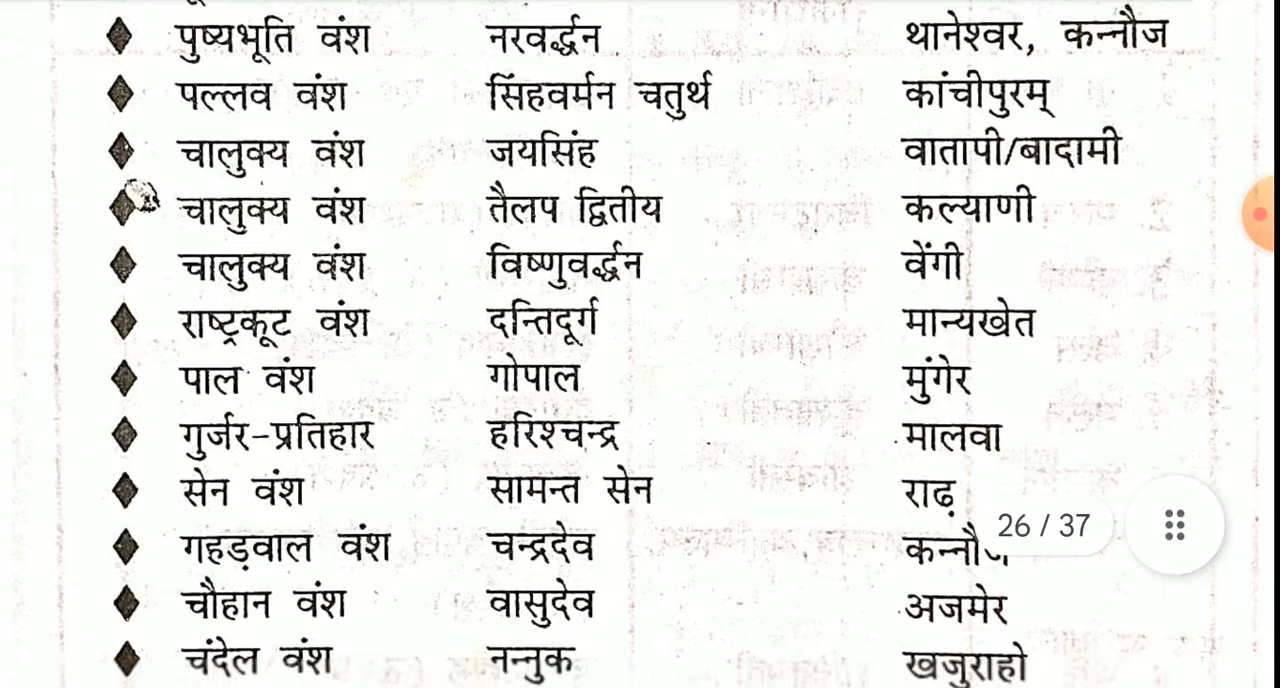 पुष्यभूति वंश नरवर्द्धन थानेश्वर, कन्नौज
पल्लव वंश सिंहवर्मन चतुर्थ कांचीपुरम्
चालुक्य वंश जयसिंह वातापी/बादामी
चालुक्य वंश तैलप द्वितीय कल्याणी
चालुक्य वंश विष्णुवर्द्धन वेंगी
राष्ट्रकूट वंश दन्तिदूर्ग मान्यखेत
पाल वंश गोपाल मुंगेर
गुर्जर-प्रतिहार हरिश्चन्द्र मालवा
सेन वंश सामन्त सेन राढ़
26 / 37
गहड़वाल वंश चन्द्रदेव
चौहान वंश वासुदेव अजमेर
चंदेल वंश नन्नुक खजुराहो